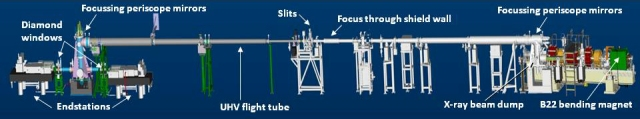 Focussing periscope mirrors
Diamond
windows
Slits
Focus through shield wall
Focussing periscope mirrors
Endstations
UHV flight tube
X-ray beam dump
B22 bending magnet